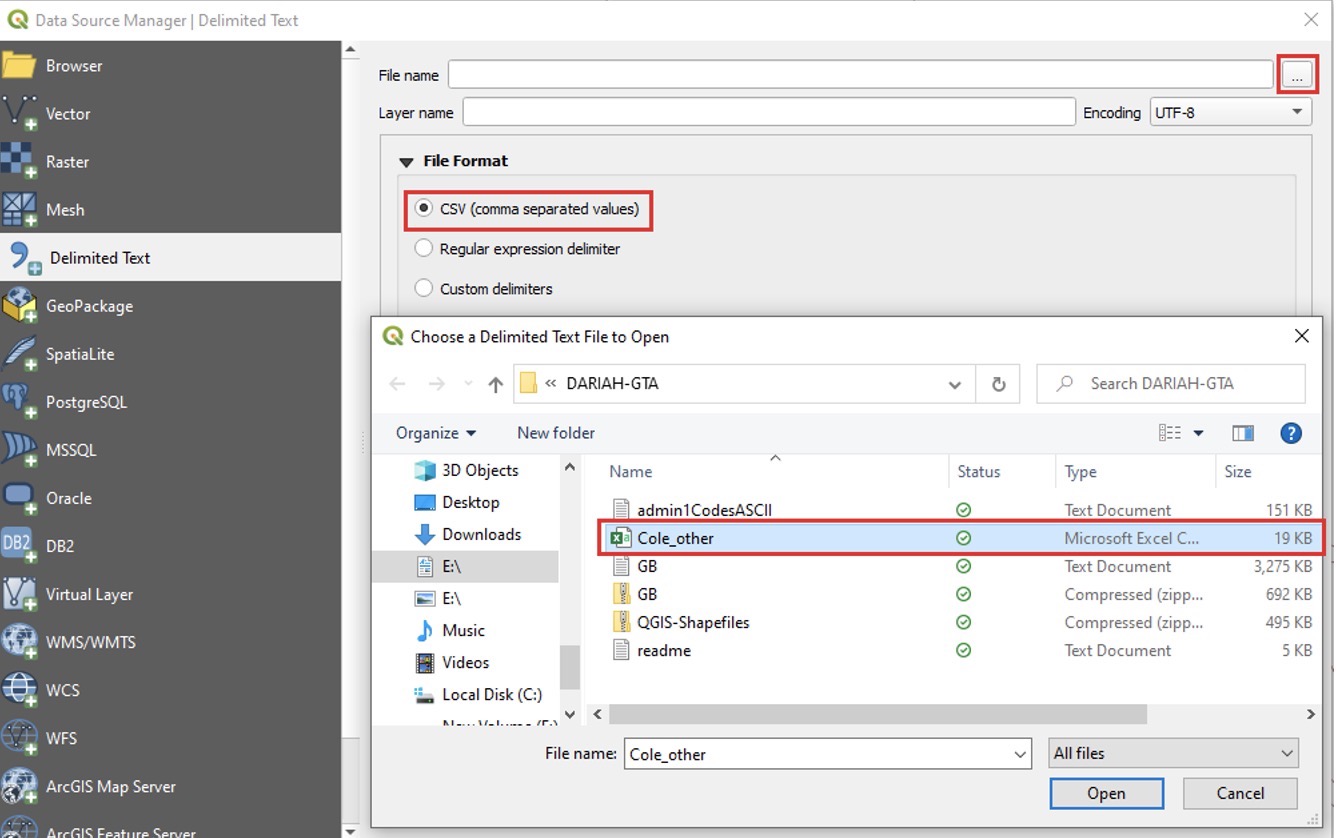 Data Source Manager | Delimited Text
Browser
Vector
Raster
Mesh
Delimited Text
GeoPackage
SpatiaLite
PostgreSQL
MSSQL
Oracle
DB2
DB2
Virtual Layer
WMS/WMTS
WCS
WFS
ArcGIS Map Server
ArcGIS Feature Server
File name
...
Layer name
Encoding UTF-8
File Format
CSV (comma separated values)
Regular expression delimiter
Custom delimiters
Choose a Delimited Text File to Open
« DARIAH-GTA
Search DARIAH-GTA
Organize New folder
?
3D Objects
Desktop
Downloads
E:\
E:\
Music
Videos
Local Disk (C:)
New Volume (F:)
Name Status Type Size
admin1CodesASCII Text Document 151 KB
Cole_other Microsoft Excel C... 19 KB
GB Text Document 3,275 KB
GB Compressed (zipp... 692 KB
QGIS-Shapefiles Compressed (zipp... 495 KB
readme Text Document 5 KB
File name: Cole_other All files
Open Cancel